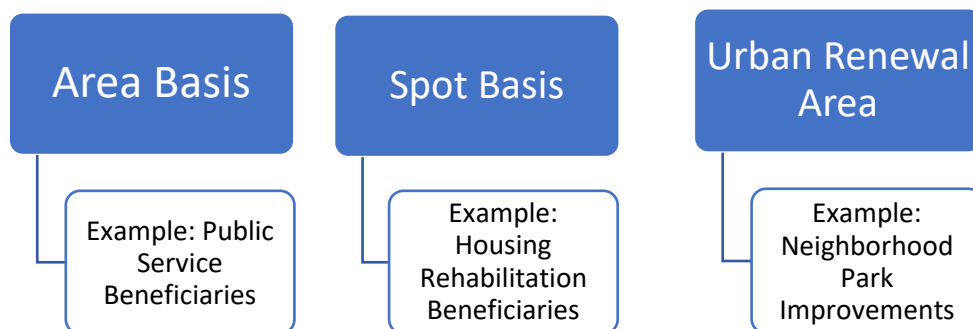 Area Basis
Example: Public
Service
Beneficiaries
Spot Basis
Example:
Housing
Rehabilitation
Beneficiaries
Urban Renewal
Area
Example:
Neighborhood
Park
Improvements